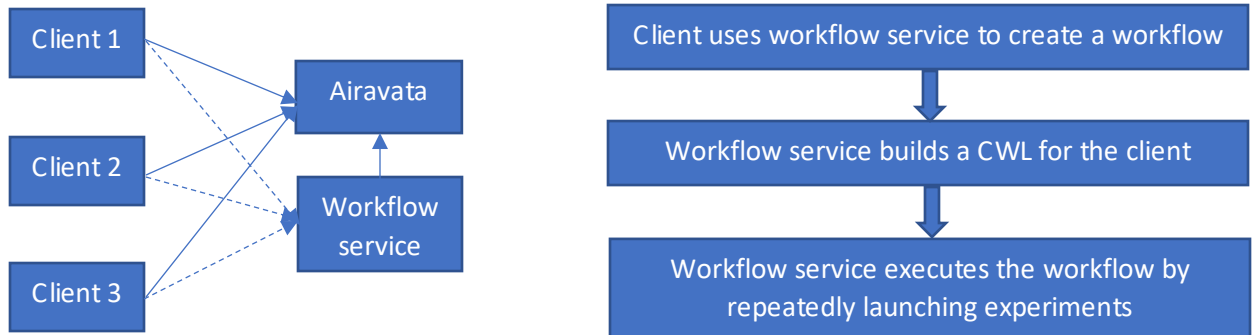 Client 1
Client 2
Client 3
Airavata
Workflow
service
Client uses workflow service to create a workflow
Workflow service builds a CWL for the client
Workflow service executes the workflow by
repeatedly launching experiments